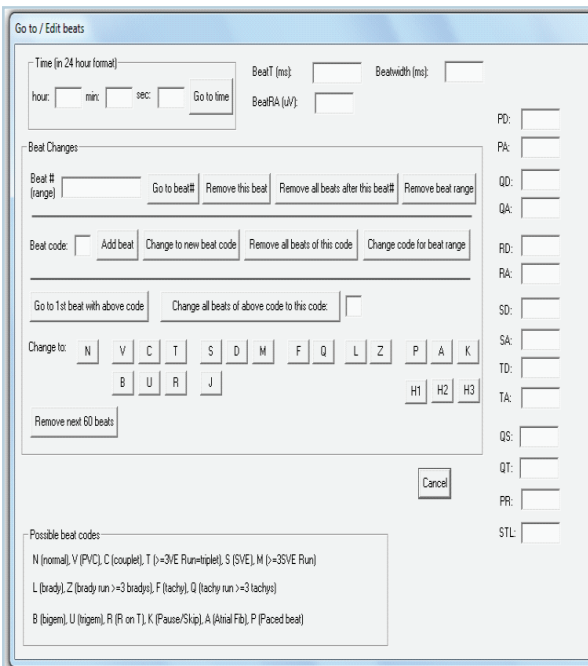 Go to / Edit beats
Time (in 24 hour format)
hour: min: sec: Go to time
BeatT (ms): Beatwidth (ms):
BeatRA (uV):
Beat Changes
Beat #
(range) Go to beat# Remove this beat Remove all beats after this beat# Remove beat range
Beat code: Add beat Change to new beat code Remove all beats of this code Change code for beat range
Go to 1st beat with above code Change all beats of above code to this code:
Change to: N V C T S D M F Q L Z P A K
B U R J H1 H2 H3
Remove next 60 beats
Cancel
PD:
PA:
QD:
QA:
RD:
RA:
SD:
SA:
TD:
TA:
QS:
QT:
PR:
STL:
Possible beat codes
N (normal), V (PVC), C (couplet), T (>=3VE Run=triplet), S (SVE), M (>=3SVE Run)
L (brady), Z (brady run >=3 bradys), F (tachy), Q (tachy run >=3 tachys)
B (bigem), U (trigem), R (R on T), K (Pause/Skip), A (Atrial Fib), P (Paced beat)